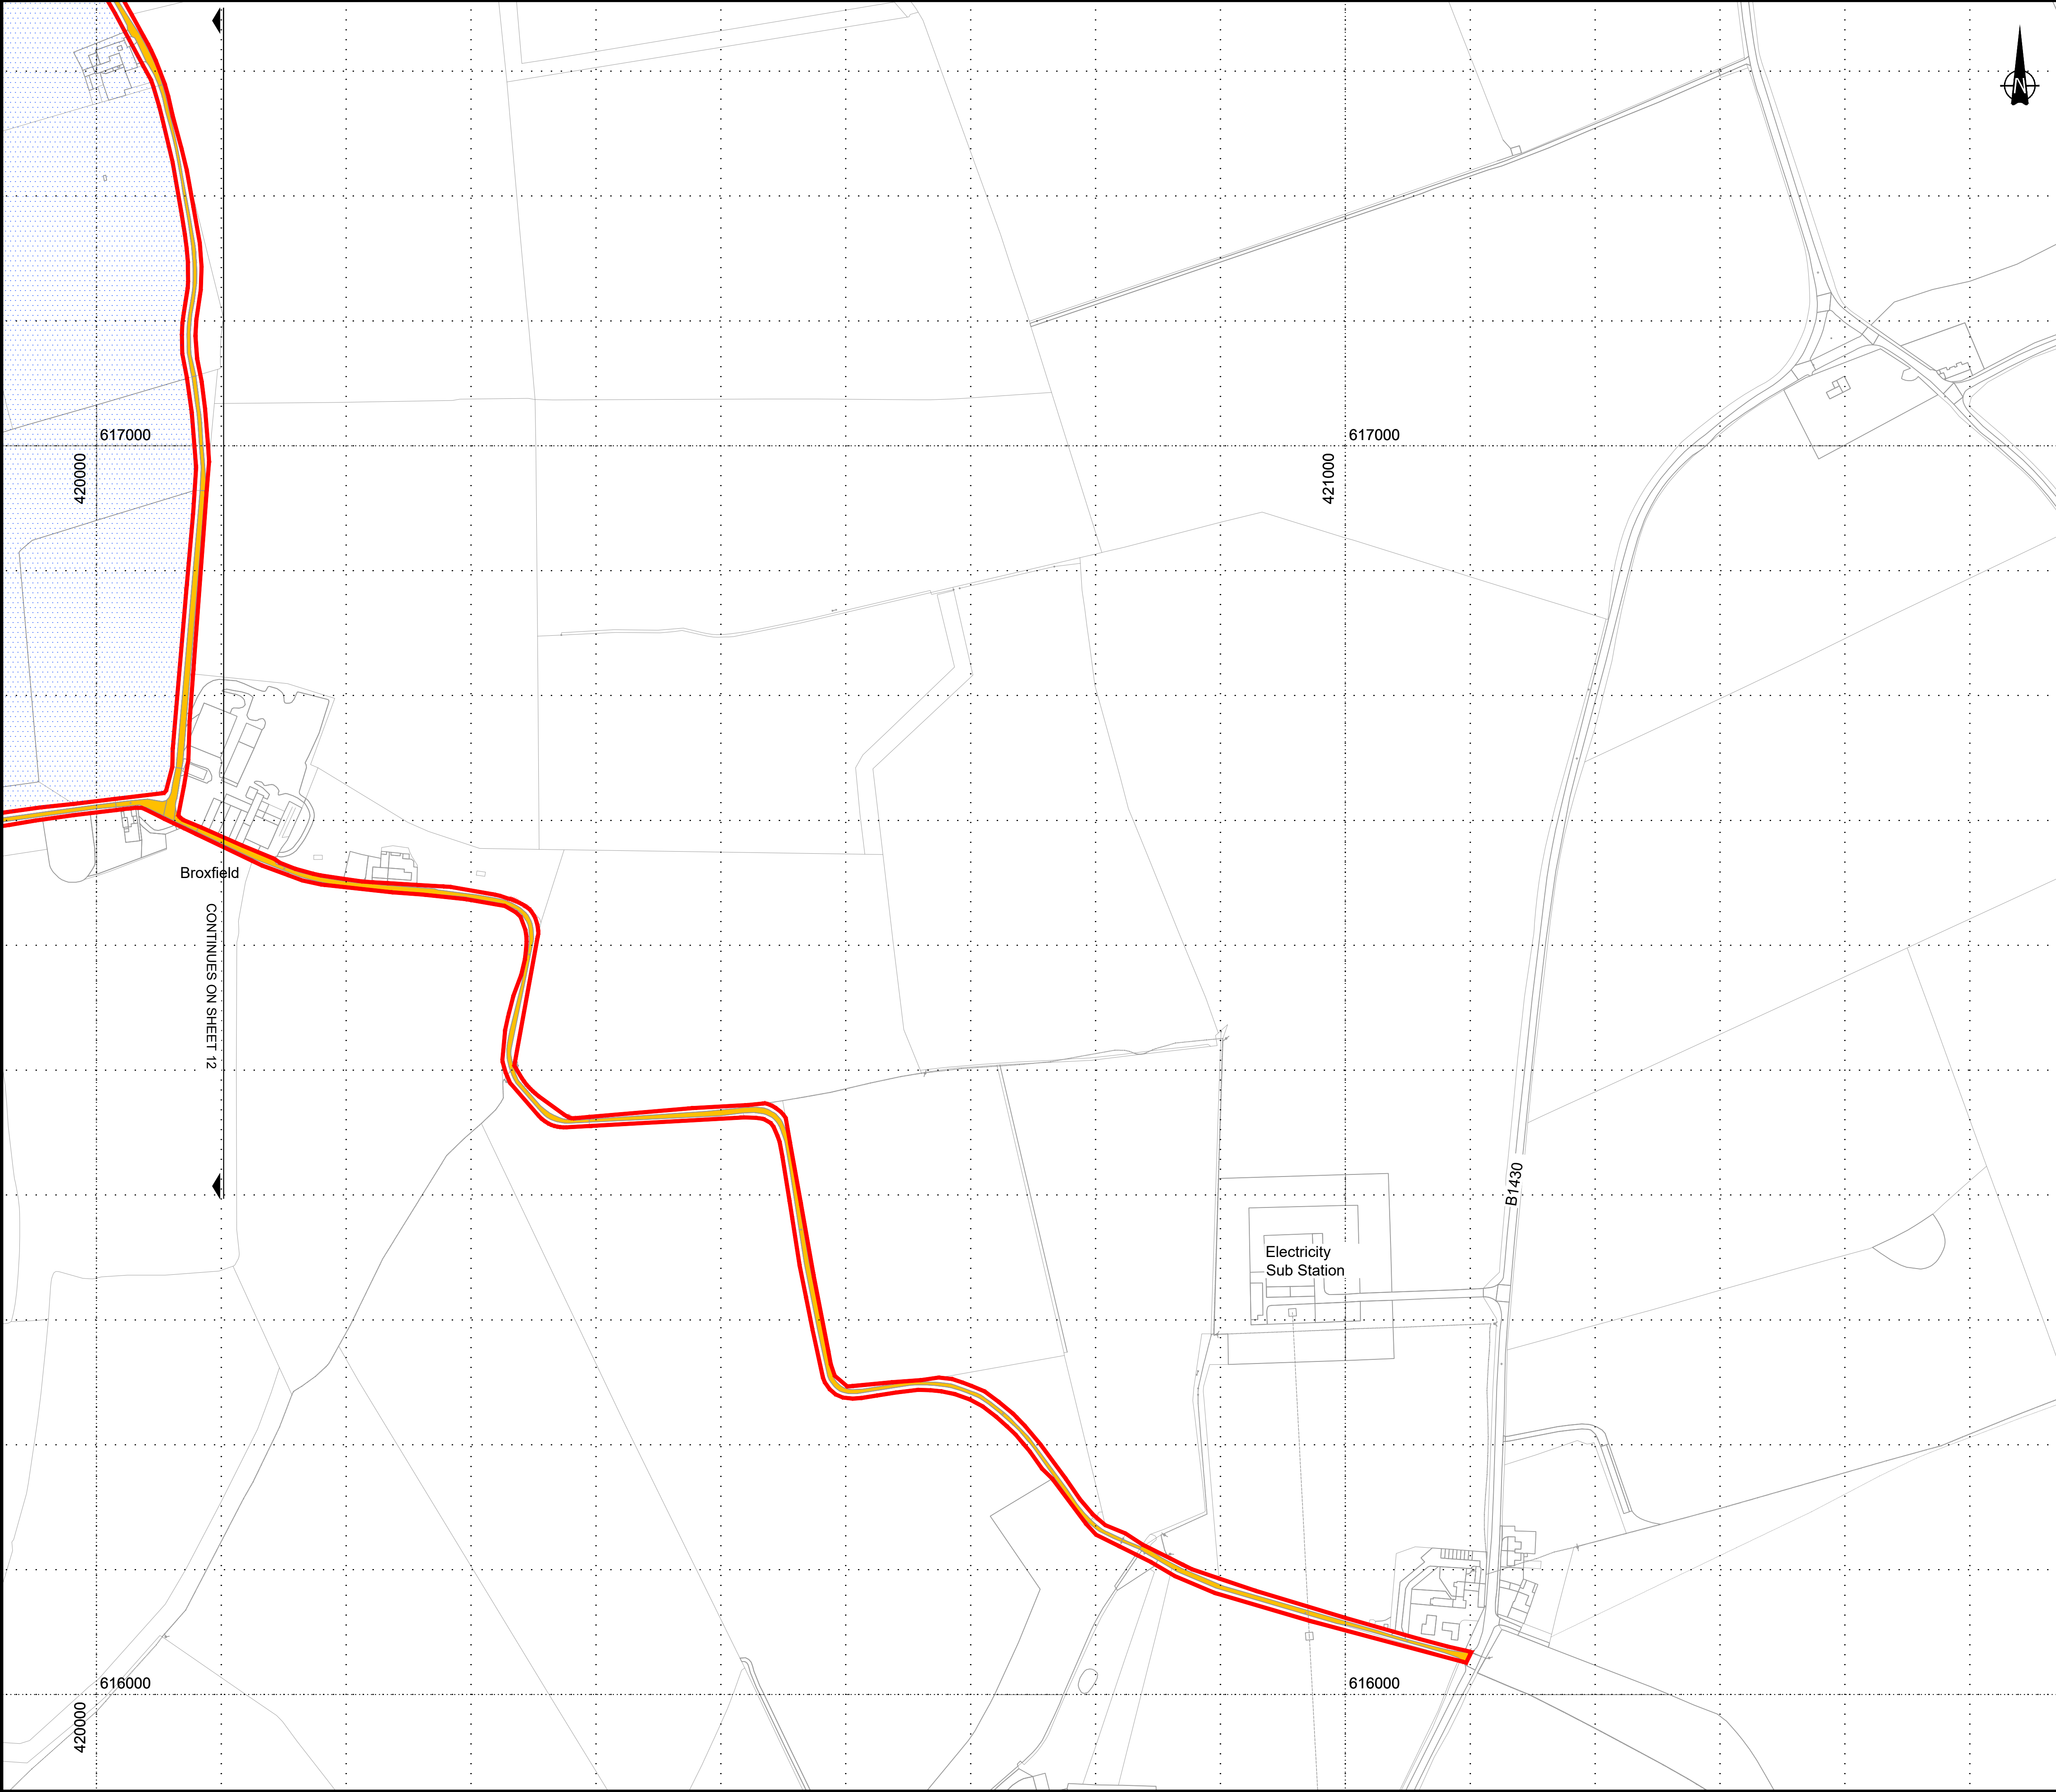 N
617000
420000
617000
421000
Broxfield
CONTINUES ON SHEET 12
B1430
Electricity
Sub Station
616000
420000
616000